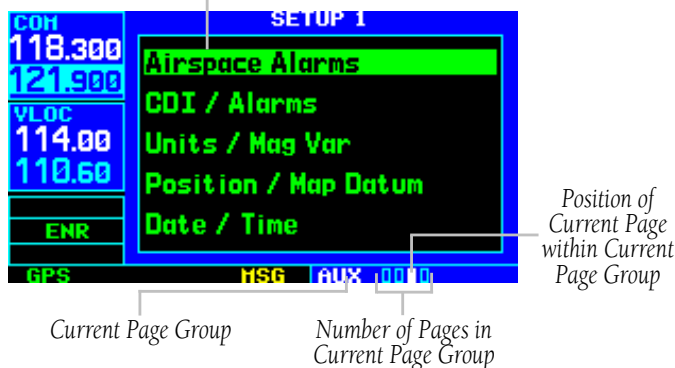 COM
118.300
121.900
VLOC
114.00
110.60
ENR
GPS
SETUP 1
Airspace Alarms
CDI / Alarms
Units / Mag Var
Position / Map Datum
Date / Time
MSG
AUX
Position of
Current Page
within Current
Page Group
Current Page Group
Number of Pages in
Current Page Group